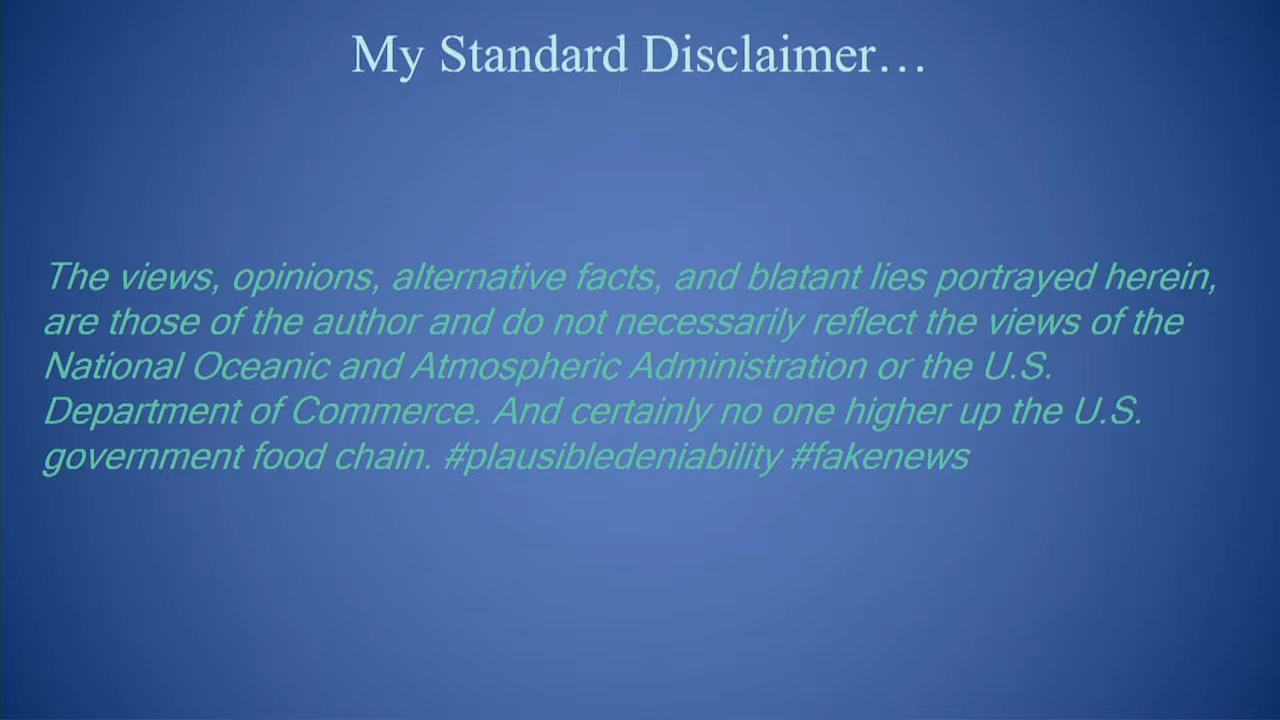 My Standard Disclaimer…
The views, opinions, alternative facts, and blatant lies portrayed herein,
are those of the author and do not necessarily reflect the views of the
National Oceanic and Atmospheric Administration or the U.S.
Department of Commerce. And certainly no one higher up the U.S.
government food chain. #plausibledeniability #fakenews